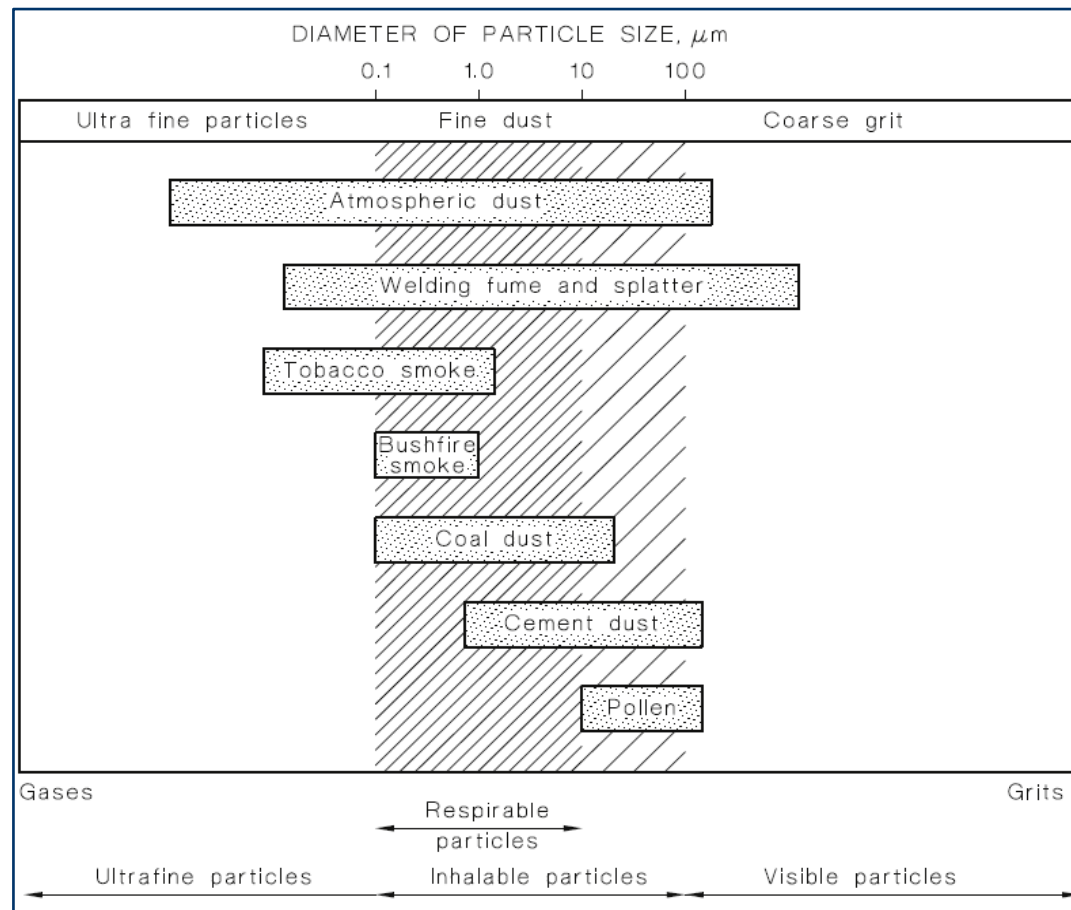 DIAMETER OF PARTICLE SIZE, μm
0.1 1.0 10 100
Ultra fine particles Fine dust Coarse grit
Atmospheric dust
Welding fume and splatter
Tobacco smoke
Bushfire
smoke
Coal dust
Cement dust
Pollen
Gases Grits
Respirable
particles
Ultrafine particles Inhalable particles Visible particles